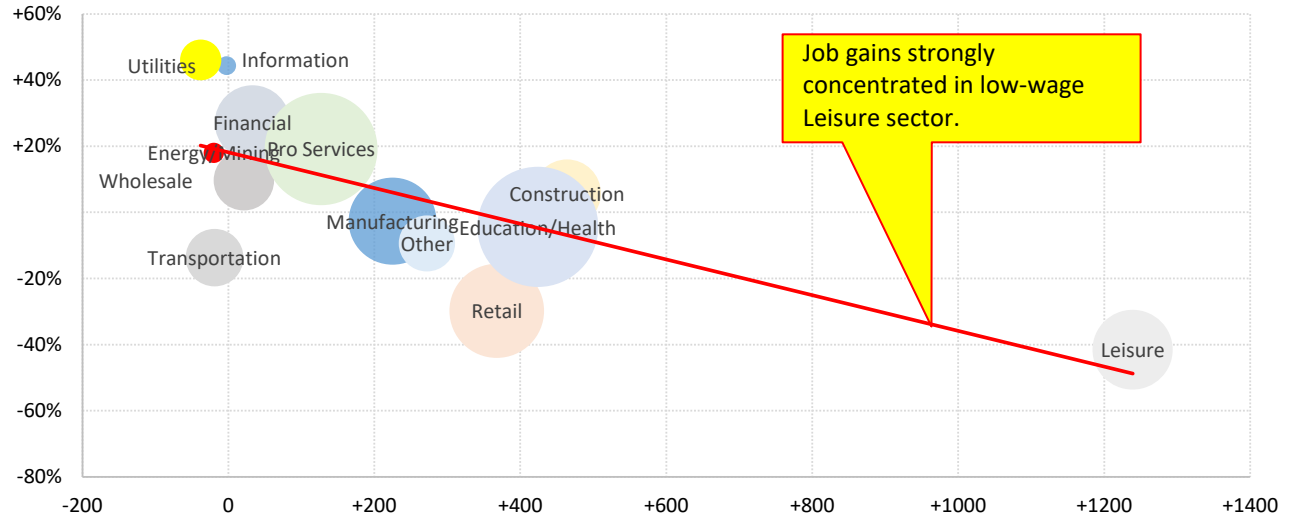 +60%
Job gains strongly
concentrated in low-wage
Leisure sector.
Information
Utilities
+40%
Financial
+20%
Energy/Mining
Pro Services
Wholesale
Construction
Manufacturing
Education/Health
Other
Transportation
-20%
Retail
Leisure
-40%
-60%
-80%
-200 0 +200 +400 +600 +800 +1000 +1200 +1400